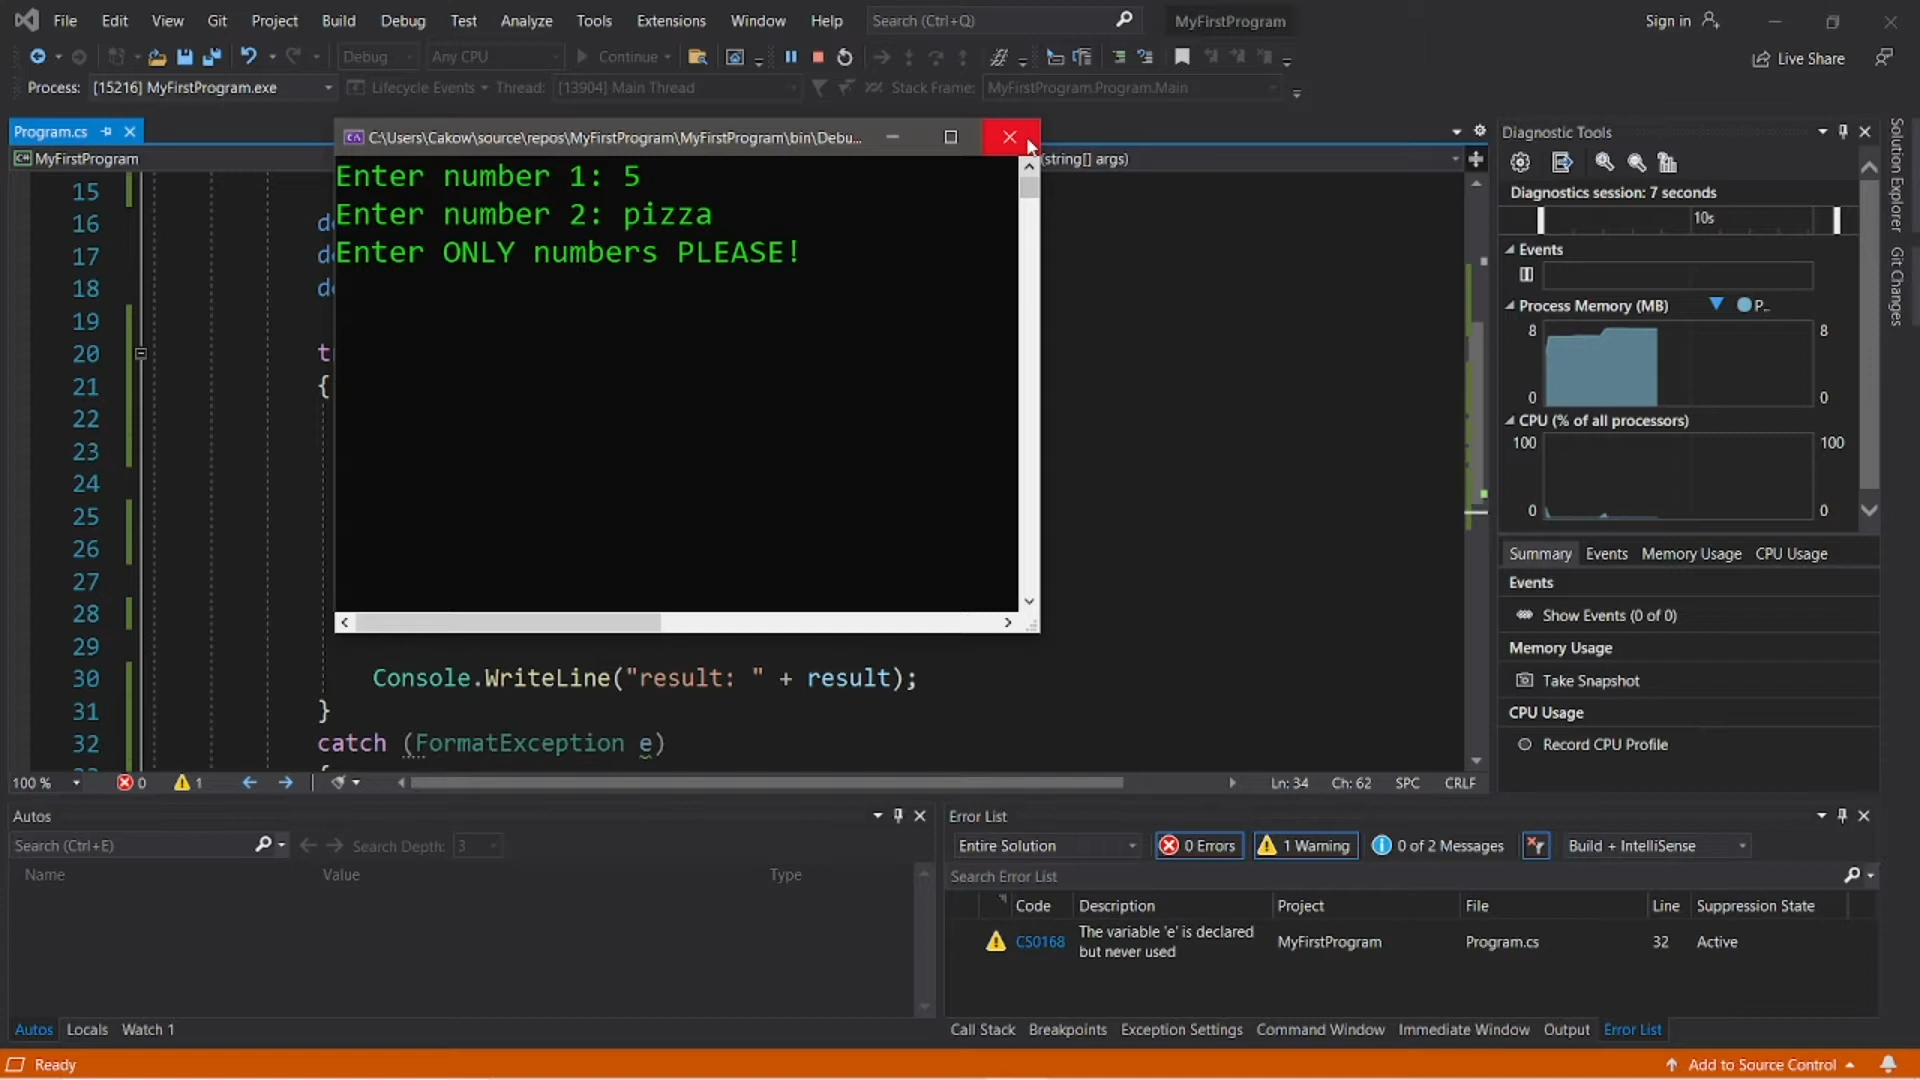 File Edit View Git Project Build Debug Test Analyze Tools Extensions Window Help Search (Ctrl+Q) MyFirstProgram Sign in
Debug Any CPU Continue Live Share
Process: [15216] MyFirstProgram.exe Lifecycle Events Thread: [13904] Main Thread Stack Frame: MyFirstProgram.Program.Main
Program.cs
C:\Users\Cakow\source\repos\MyFirstProgram\MyFirstProgram\bin\Debu...
MyFirstProgram
(string[] args)
Enter number 1: 5
Enter number 2: pizza
Enter ONLY numbers PLEASE!
15
16
17
18
19
20
21 {
22
23
24
25
26
27
28
29
30 Console.WriteLine("result: " + result);
31 }
32 catch (FormatException e)
100 % 0 1 Ln: 34 Ch: 62 SPC CRLF
Diagnostic Tools
Diagnostics session: 7 seconds
10s
Events
Process Memory (MB) P...
8 8
0 0
CPU (% of all processors)
100 100
0 0
Summary Events Memory Usage CPU Usage
Events
Show Events (0 of 0)
Memory Usage
Take Snapshot
CPU Usage
Record CPU Profile
Solution Explorer
Git Changes
Autos
Search (Ctrl+E) Search Depth: 3
Name Value Type
Autos Locals Watch 1
Error List
Entire Solution 0 Errors 1 Warning 0 of 2 Messages Build + IntelliSense
Search Error List
Code Description Project File Line Suppression State
CS0168 The variable 'e' is declared but never used MyFirstProgram Program.cs 32 Active
Call Stack Breakpoints Exception Settings Command Window Immediate Window Output Error List
Ready Add to Source Control